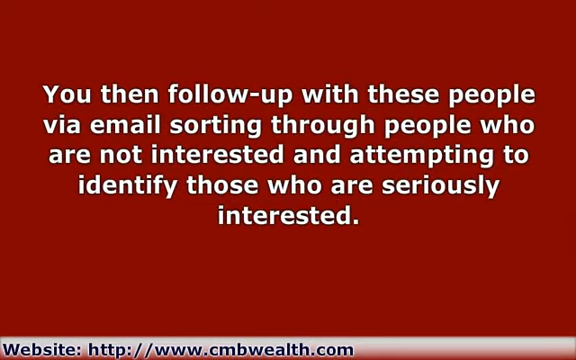 You then follow-up with these people
via email sorting through people who
are not interested and attempting to
identify those who are seriously
interested.
Website: http://www.cmbwealth.com